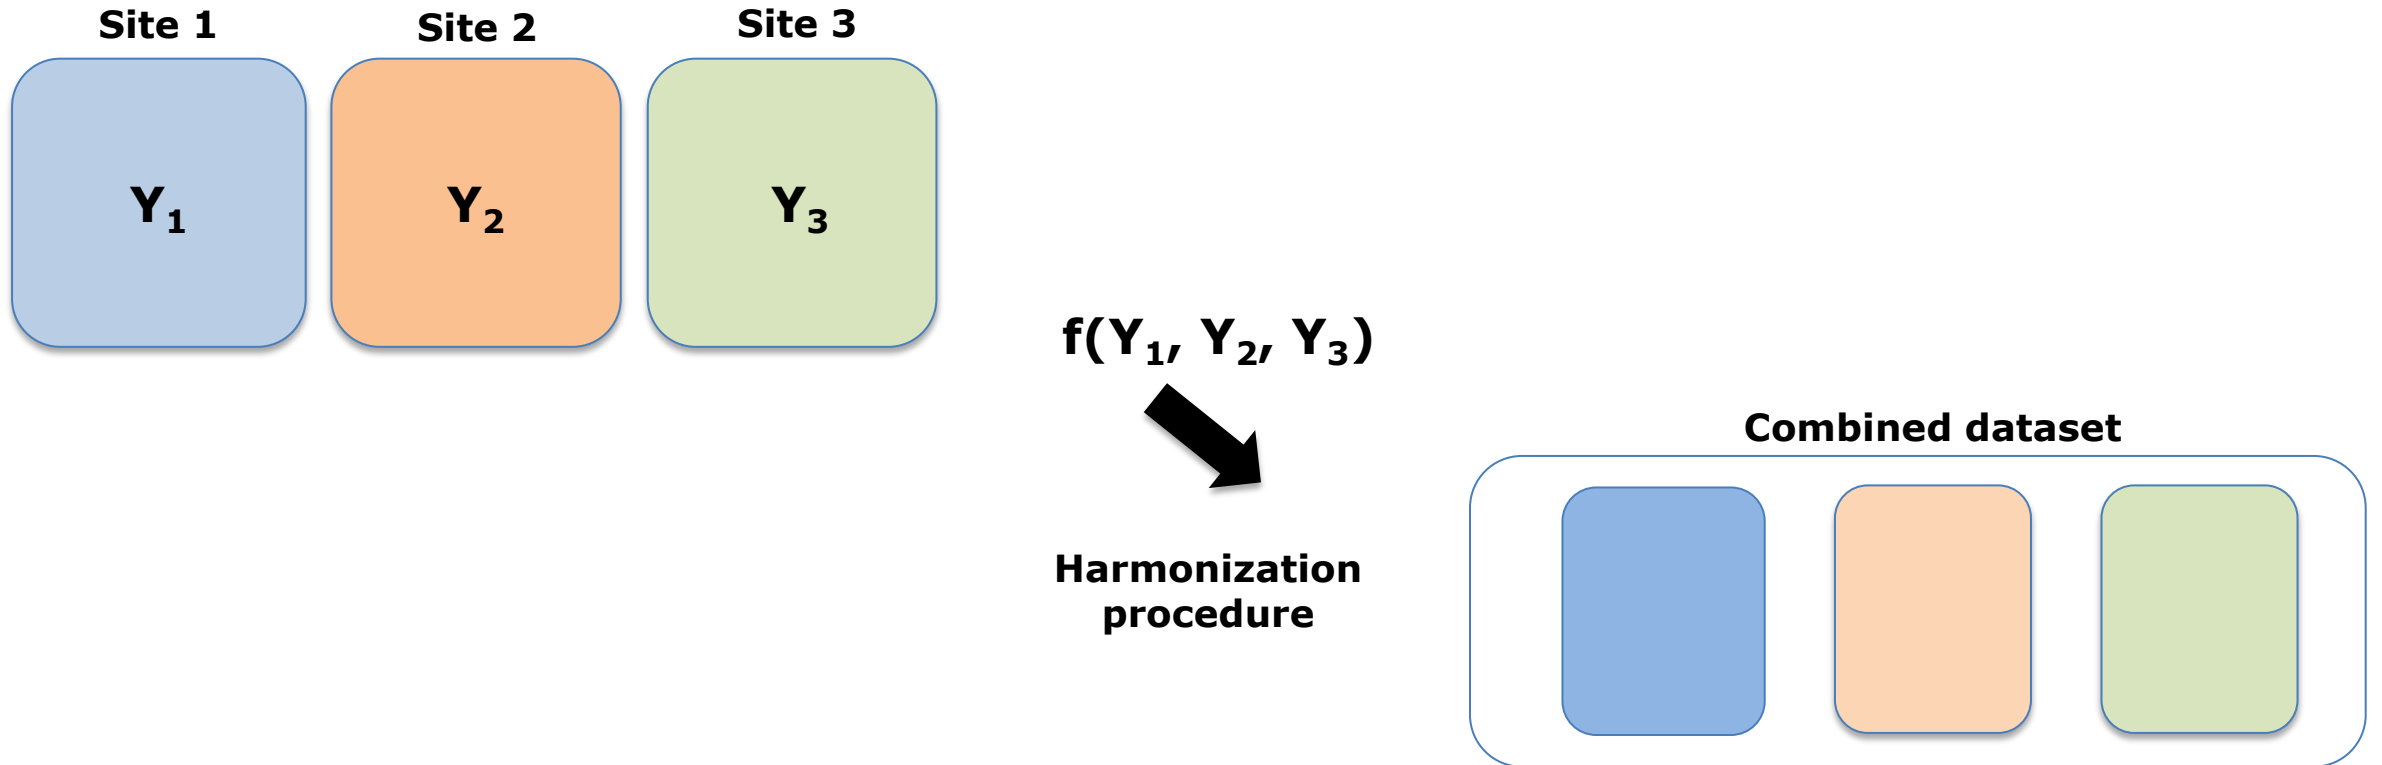 Site 1
Site 2
Site 3
Y1
Y2
Y3
f(Y1, Y2, Y3)
Harmonization
procedure
Combined dataset